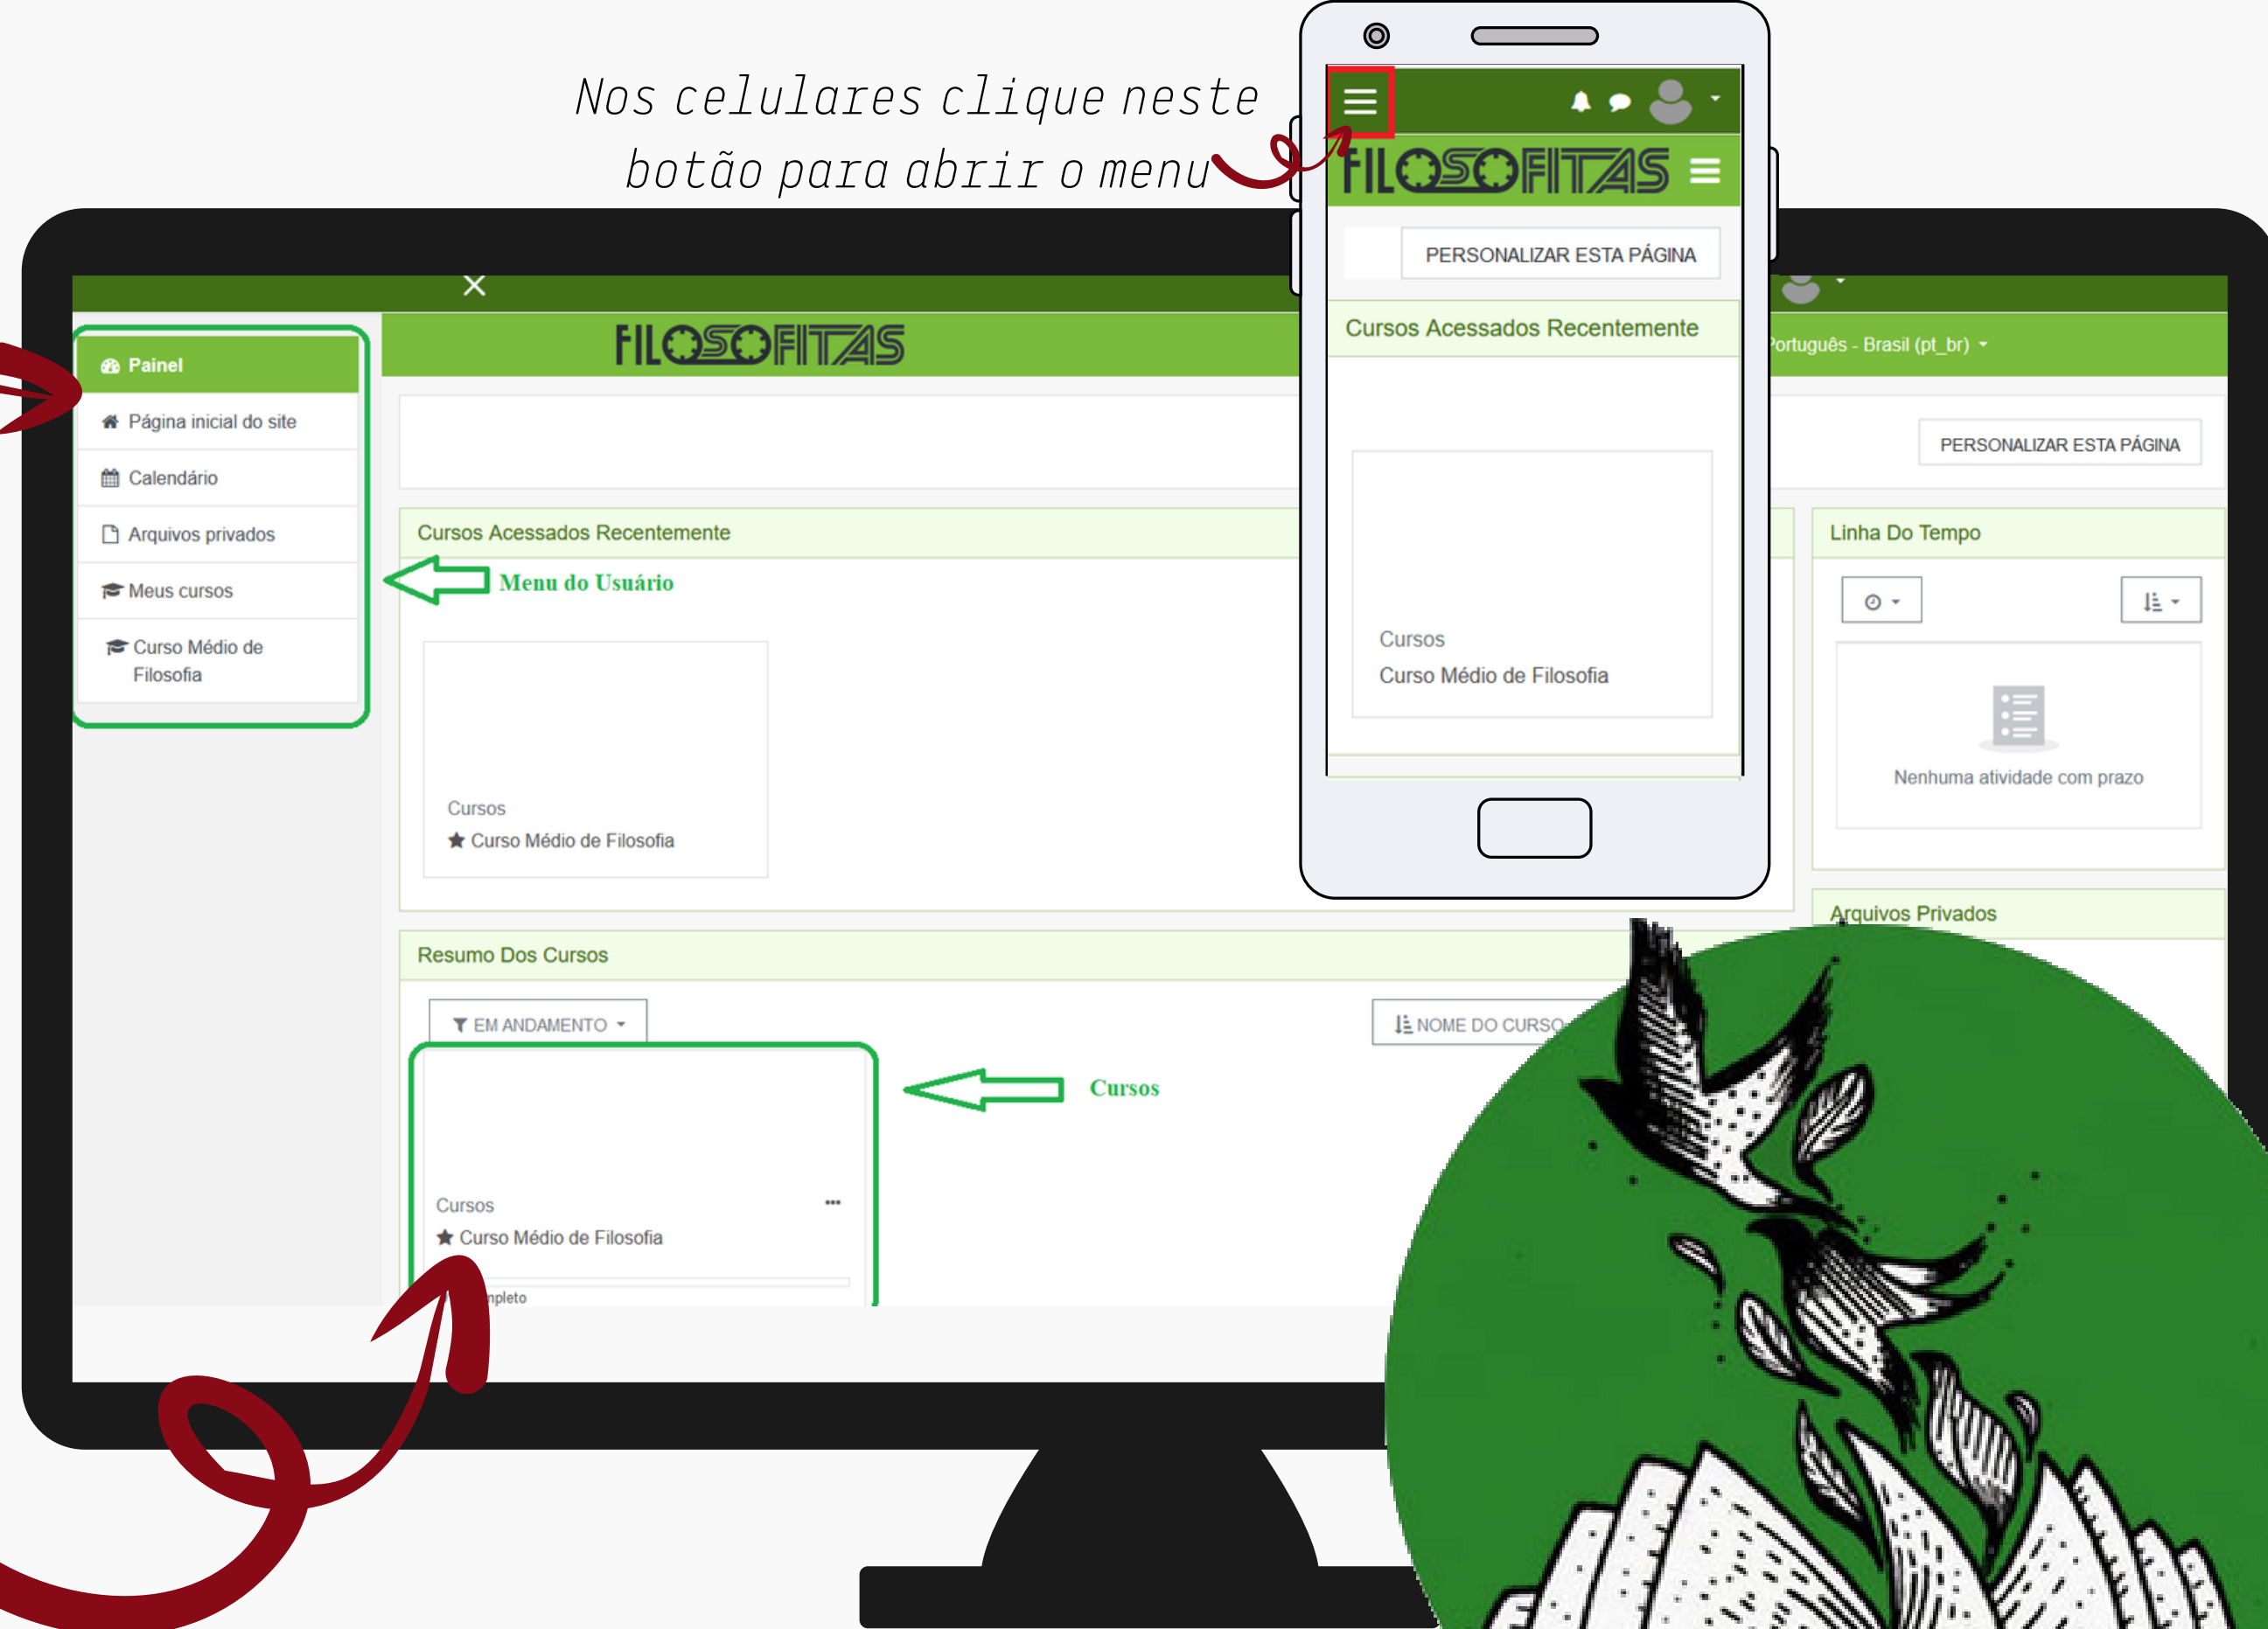 Nos celulares clique neste
botão para abrir o menu
FILOSOFITAS
PERSONALIZAR ESTA PÁGINA
Cursos Acessados Recentemente
Cursos
Curso Médio de Filosofia
FILOSOFITAS
Português - Brasil (pt_br)
Painel
Página inicial do site
Calendário
Arquivos privados
Meus cursos
Curso Médio de
Filosofia
PERSONALIZAR ESTA PÁGINA
Cursos Acessados Recentemente
Menu do Usuário
Cursos
Curso Médio de Filosofia
Linha Do Tempo
Nenhuma atividade com prazo
Arquivos Privados
Resumo Dos Cursos
EM ANDAMENTO
NOME DO CURSO
Cursos
Cursos
Curso Médio de Filosofia